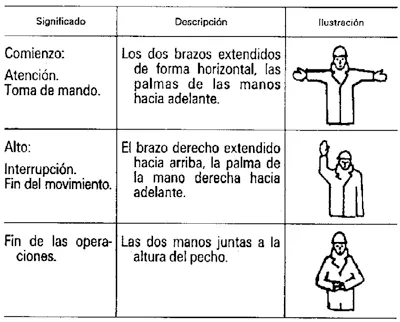 Significado
Descripción
Ilustración
Comienzo:
Atención.
Toma de mando.
Los dos brazos extendidos
de forma horizontal, las
palmas de las manos
hacia adelante.
Alto:
Interrupción.
Fin del movimiento.
El brazo derecho extendido
hacia arriba, la palma de
la mano derecha hacia
adelante.
Fin de las opera-
ciones.
Las dos manos juntas a la
altura del pecho.